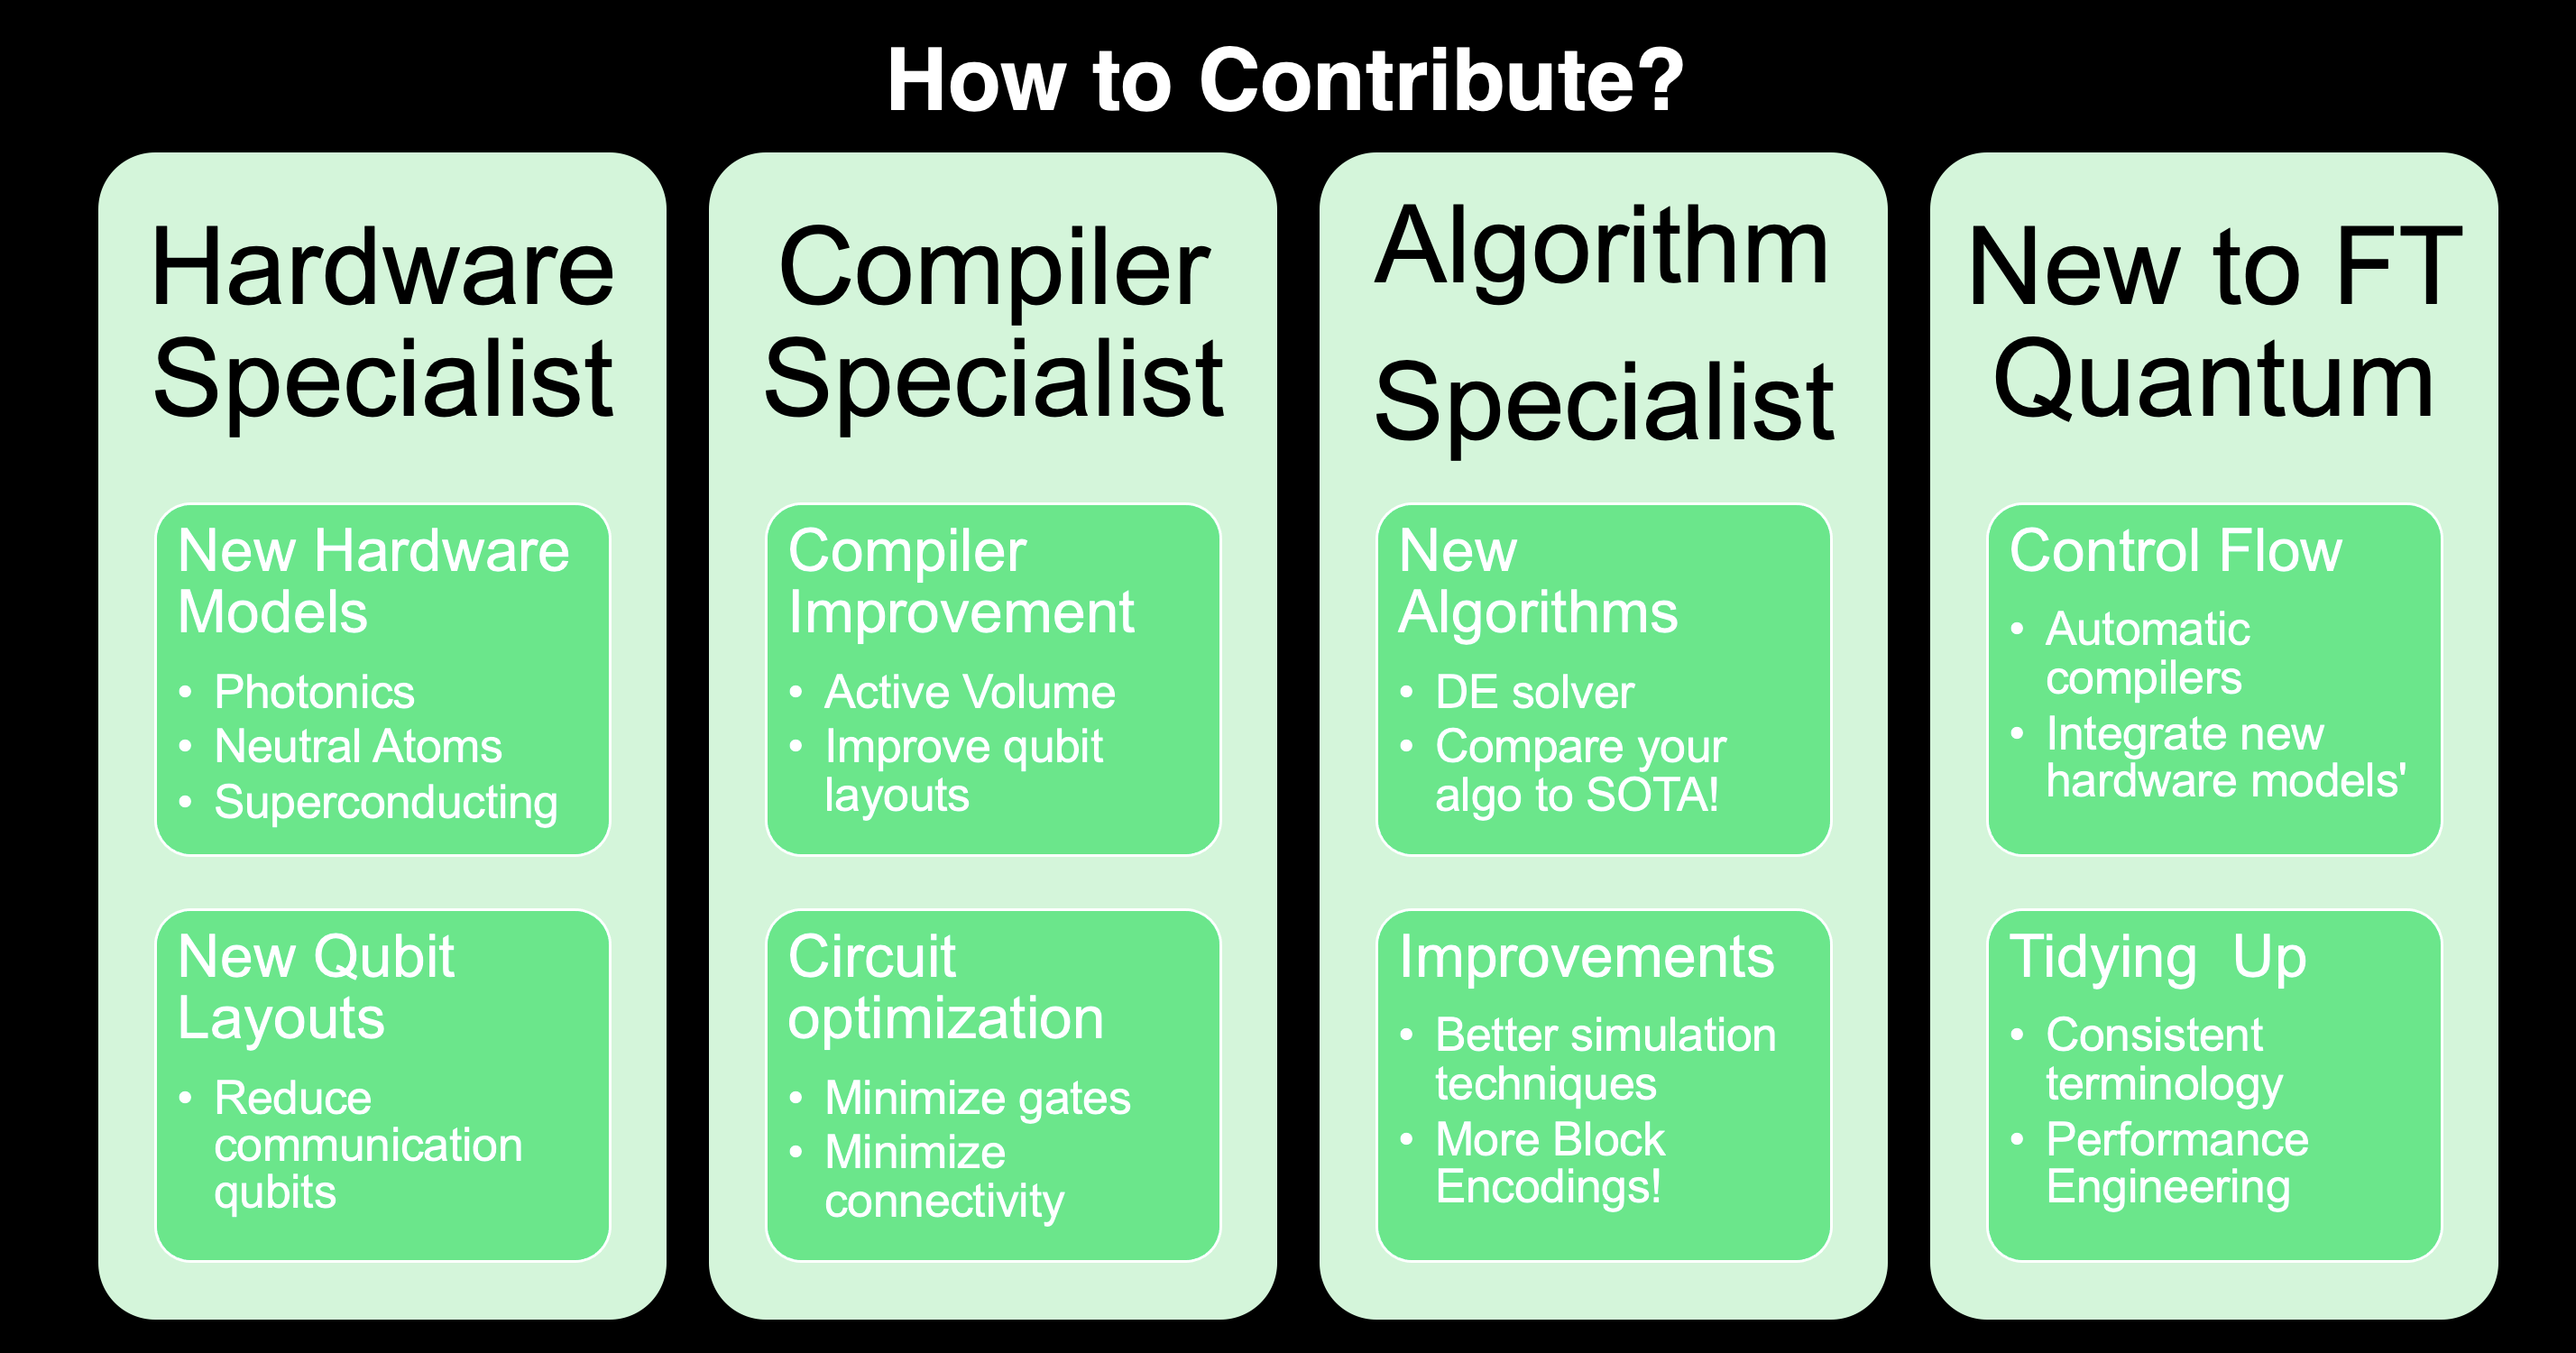 How to Contribute?
Hardware
Specialist
New Hardware
Models
• Photonics
• Neutral Atoms
• Superconducting
New Qubit
Layouts
• Reduce
communication
qubits
Compiler
Specialist
Compiler
Improvement
• Active Volume
• Improve qubit
layouts
Circuit
optimization
• Minimize gates
• Minimize
connectivity
Algorithm
Specialist
New
Algorithms
• DE solver
• Compare your
algo to SOTA!
Improvements
• Better simulation
techniques
• More Block
Encodings!
New to FT
Quantum
Control Flow
• Automatic
compilers
• Integrate new
hardware models'
Tidying  Up
• Consistent
terminology
• Performance
Engineering